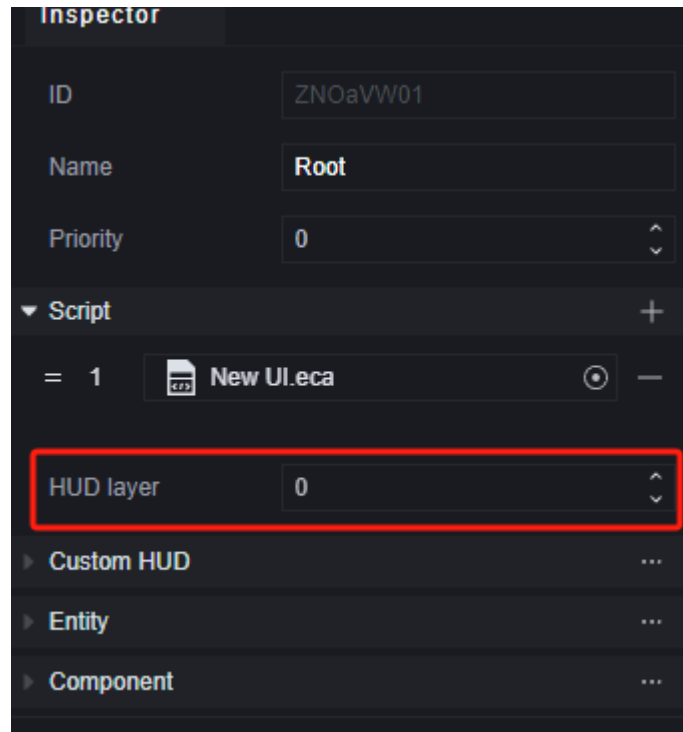 Inspector
ID ZNOaVW01
Name Root
Priority 0
Script
= 1 New UI.eca
HUD layer 0
Custom HUD
Entity
Component